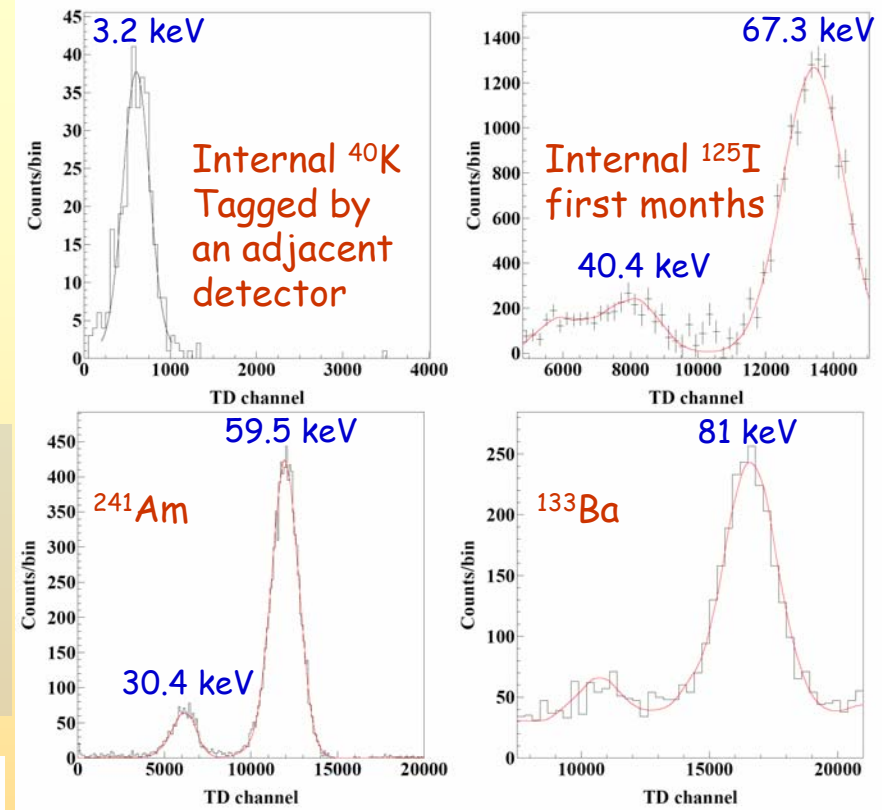 45
40
35
30
25
20
15
10
5
0
Counts/bin
3.2 keV
Internal ⁴⁰K
Tagged by
an adjacent
detector
0 1000 2000 3000 4000
TD channel
1400
1200
1000
800
600
400
200
0
Counts/bin
67.3 keV
Internal ¹²⁵I
first months
40.4 keV
6000 8000 10000 12000 14000
TD channel
450
400
350
300
250
200
150
100
50
0
Counts/bin
59.5 keV
²⁴¹Am
30.4 keV
0 5000 10000 15000 20000
TD channel
250
200
150
100
50
0
Counts/bin
81 keV
¹³³Ba
10000 15000 20000
TD channel